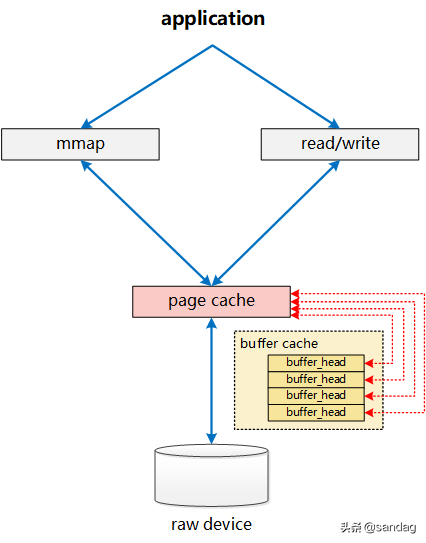 application
mmap
read/write
page cache
buffer cache
buffer_head
buffer_head
buffer_head
buffer_head
raw device
头条 @sandag